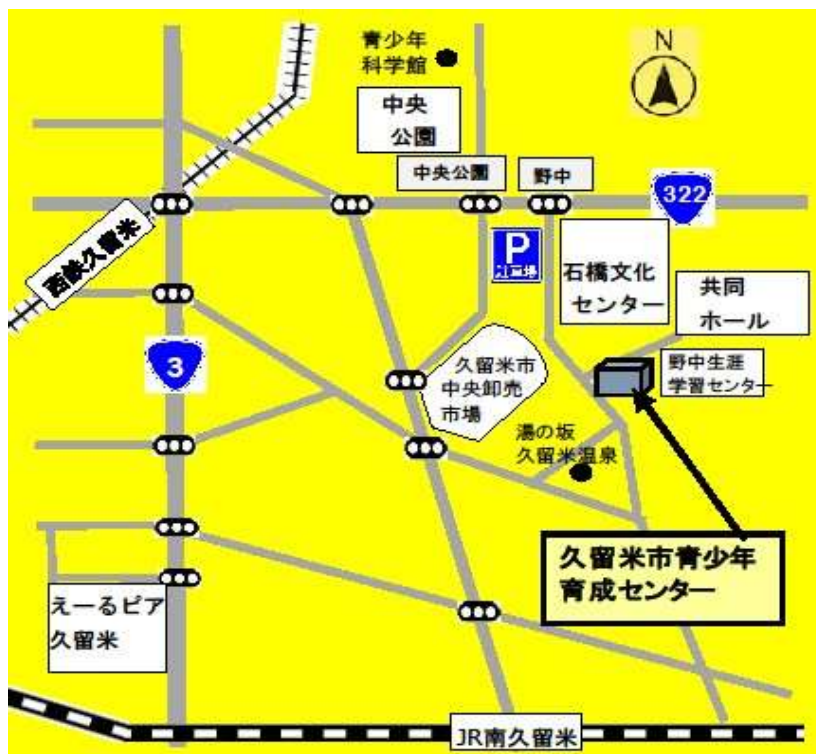 青少年
科学館
N
中央
公園
中央公園
野中
322
P
駐車場
西鉄久留米
石橋文化
センター
共同
ホール
3
久留米市
中央卸売
市場
野中生涯
学習センター
湯の坂
久留米温泉
久留米市青少年
育成センター
えーるピア
久留米
JR南久留米